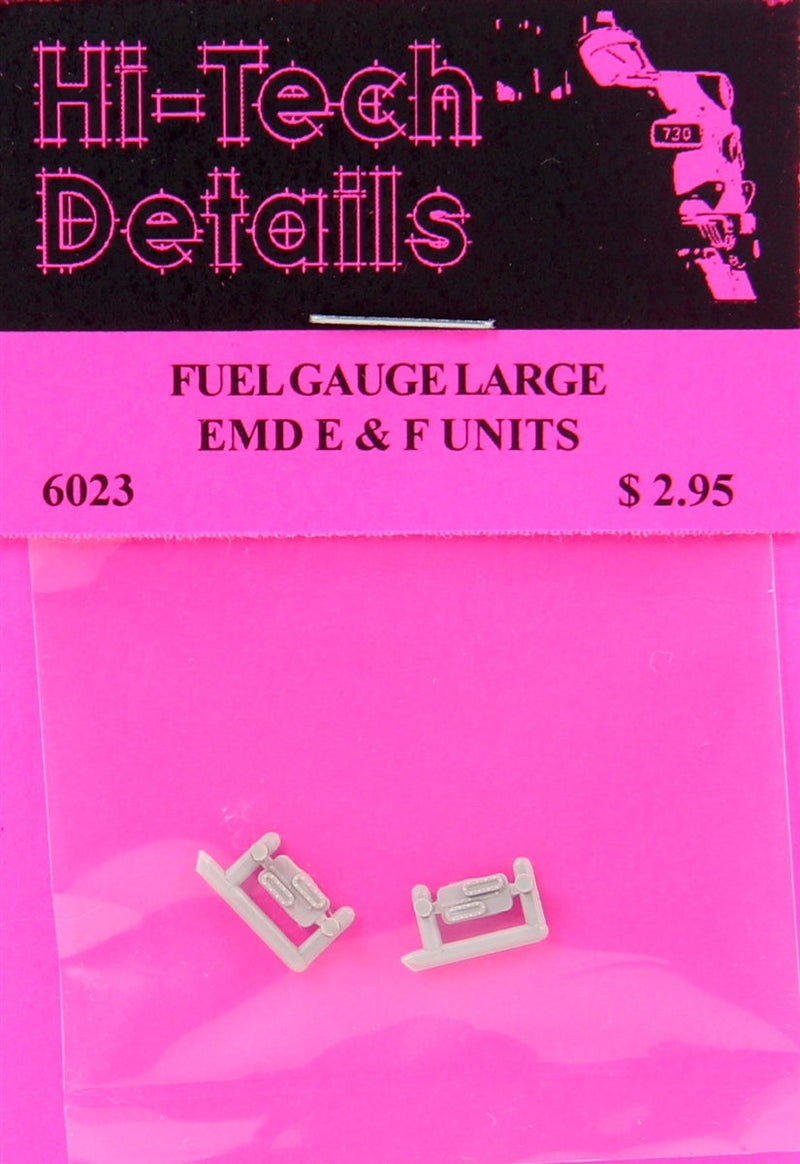 Hi-Tech
Details
730
FUEL GAUGE LARGE
EMD E & F UNITS
6023
$ 2.95